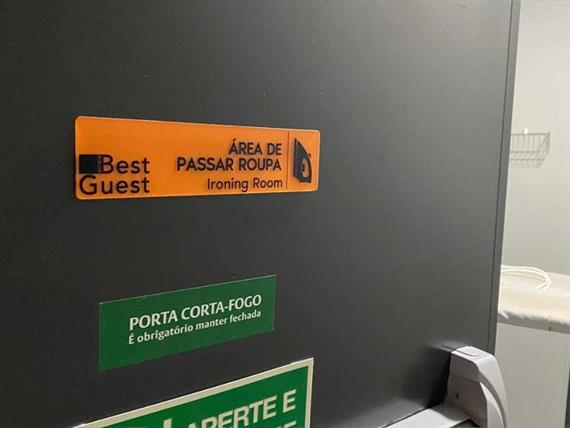 Best
Guest
ÁREA DE
PASSAR ROUPA
Ironing Room
PORTA CORTA-FOGO
É obrigatório manter fechada
APERTE E